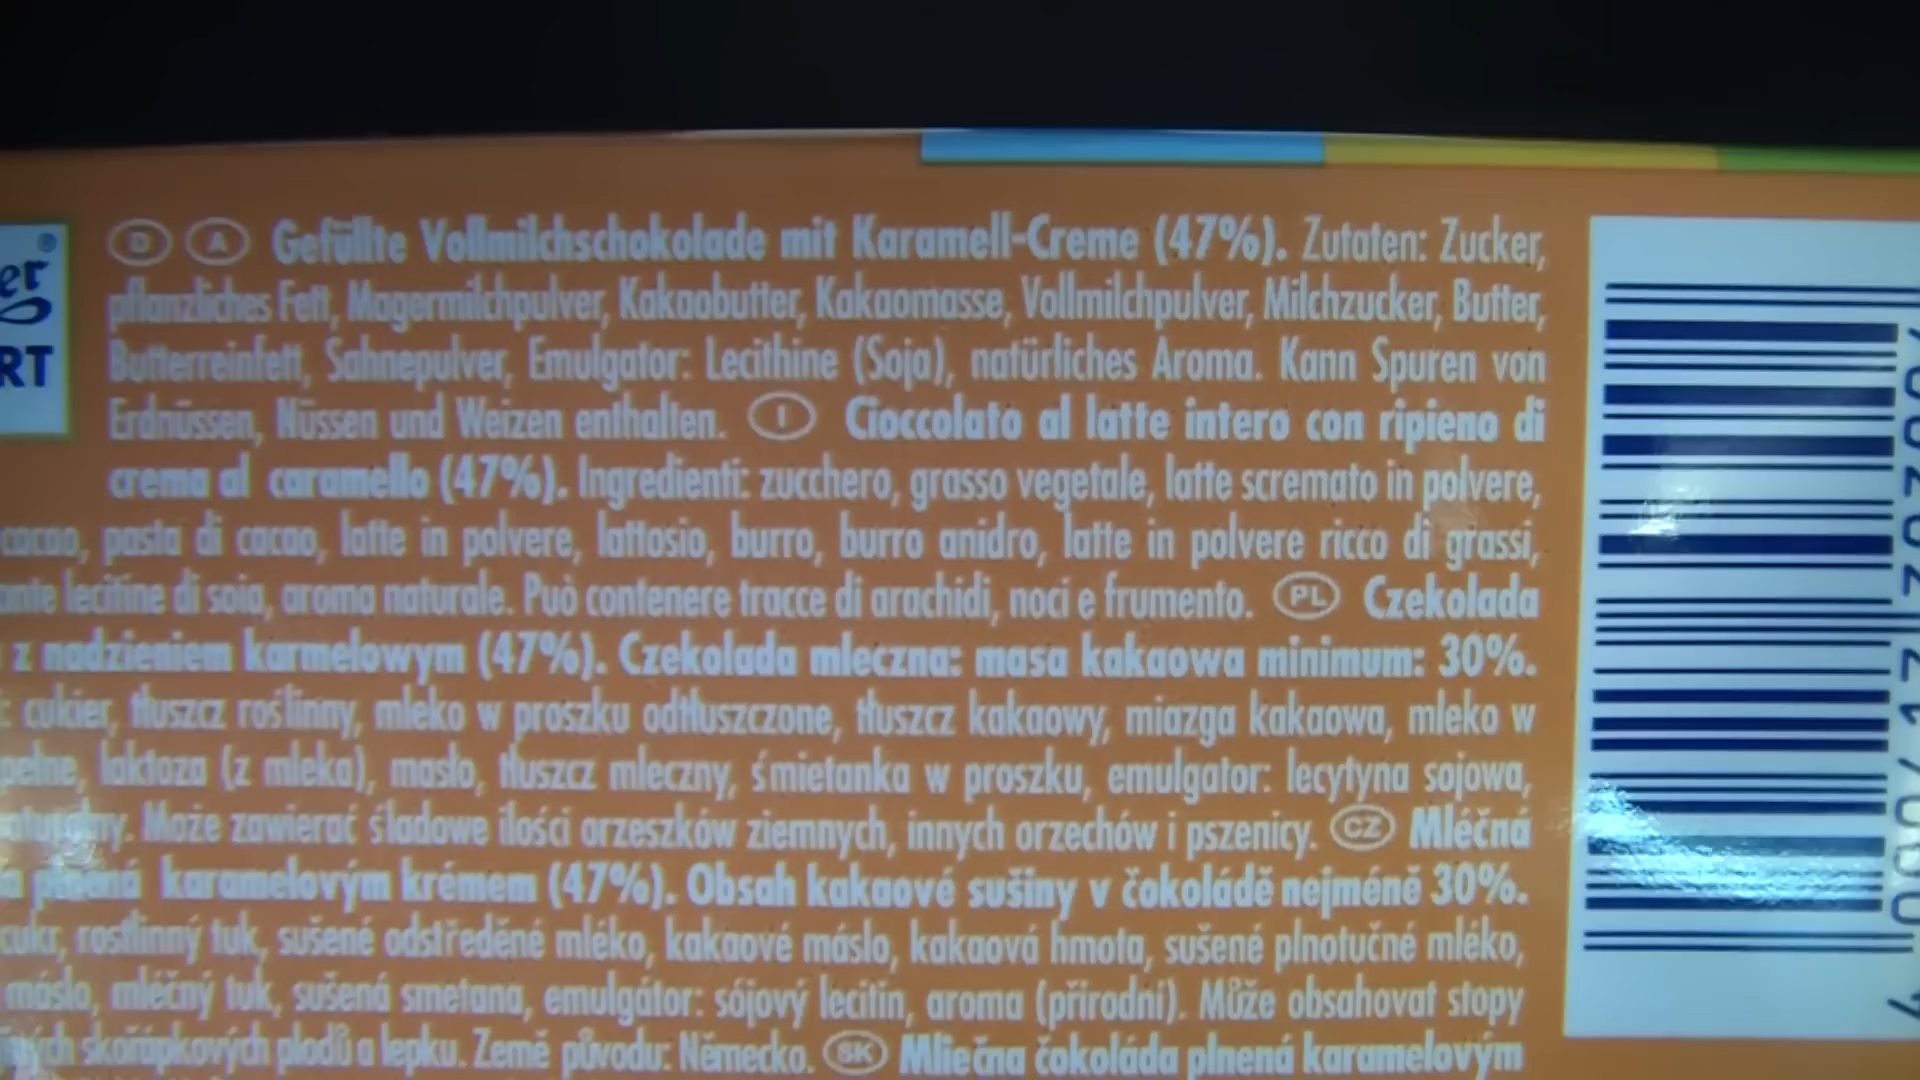 er®
RT
D A Gefüllte Vollmilchschokolade mit Karamell-Creme (47%). Zutaten: Zucker,
pflanzliches Fett, Magermilchpulver, Kakaobutter, Kakaomasse, Vollmilchpulver, Milchzucker, Butter,
Butterreinfett, Sahnepulver, Emulgator: Lecithine (Soja), natürliches Aroma. Kann Spuren von
Erdnüssen, Nüssen und Weizen enthalten. I Cioccolato al latte intero con ripieno di
crema al caramello (47%). Ingredienti: zucchero, grasso vegetale, latte scremato in polvere,
cacao, pasta di cacao, latte in polvere, lattosio, burro, burro anidro, latte in polvere ricco di grassi,
ante lecitine di soia, aroma naturale. Può contenere tracce di arachidi, noci e frumento. PL Czekolada
z nadzieniem karmelowym (47%). Czekolada mleczna: masa kakaowa minimum: 30%.
: cukier, tłuszcz roślinny, mleko w proszku odtłuszczone, tłuszcz kakaowy, miazga kakaowa, mleko w
pełne, laktoza (z mleka), masło, tłuszcz mleczny, śmietanka w proszku, emulgator: lecytyna sojowa,
Może zawierać śladowe ilości orzeszków ziemnych, innych orzechów i pszenicy. CZ Mléčná
plněná karamelovým krémem (47%). Obsah kakaové sušiny v čokoládě nejméně 30%.
cukr, rostlinný tuk, sušené odstředěné mléko, kakaové máslo, kakaová hmota, sušené plnotučné mléko,
máslo, mléčný tuk, sušená smetana, emulgátor: sójový lecitin, aroma (přírodní). Může obsahovat stopy
skořápkových plodů a lepku. Země původu: Německo. SK Mliečna čokoláda plnená karamelovým